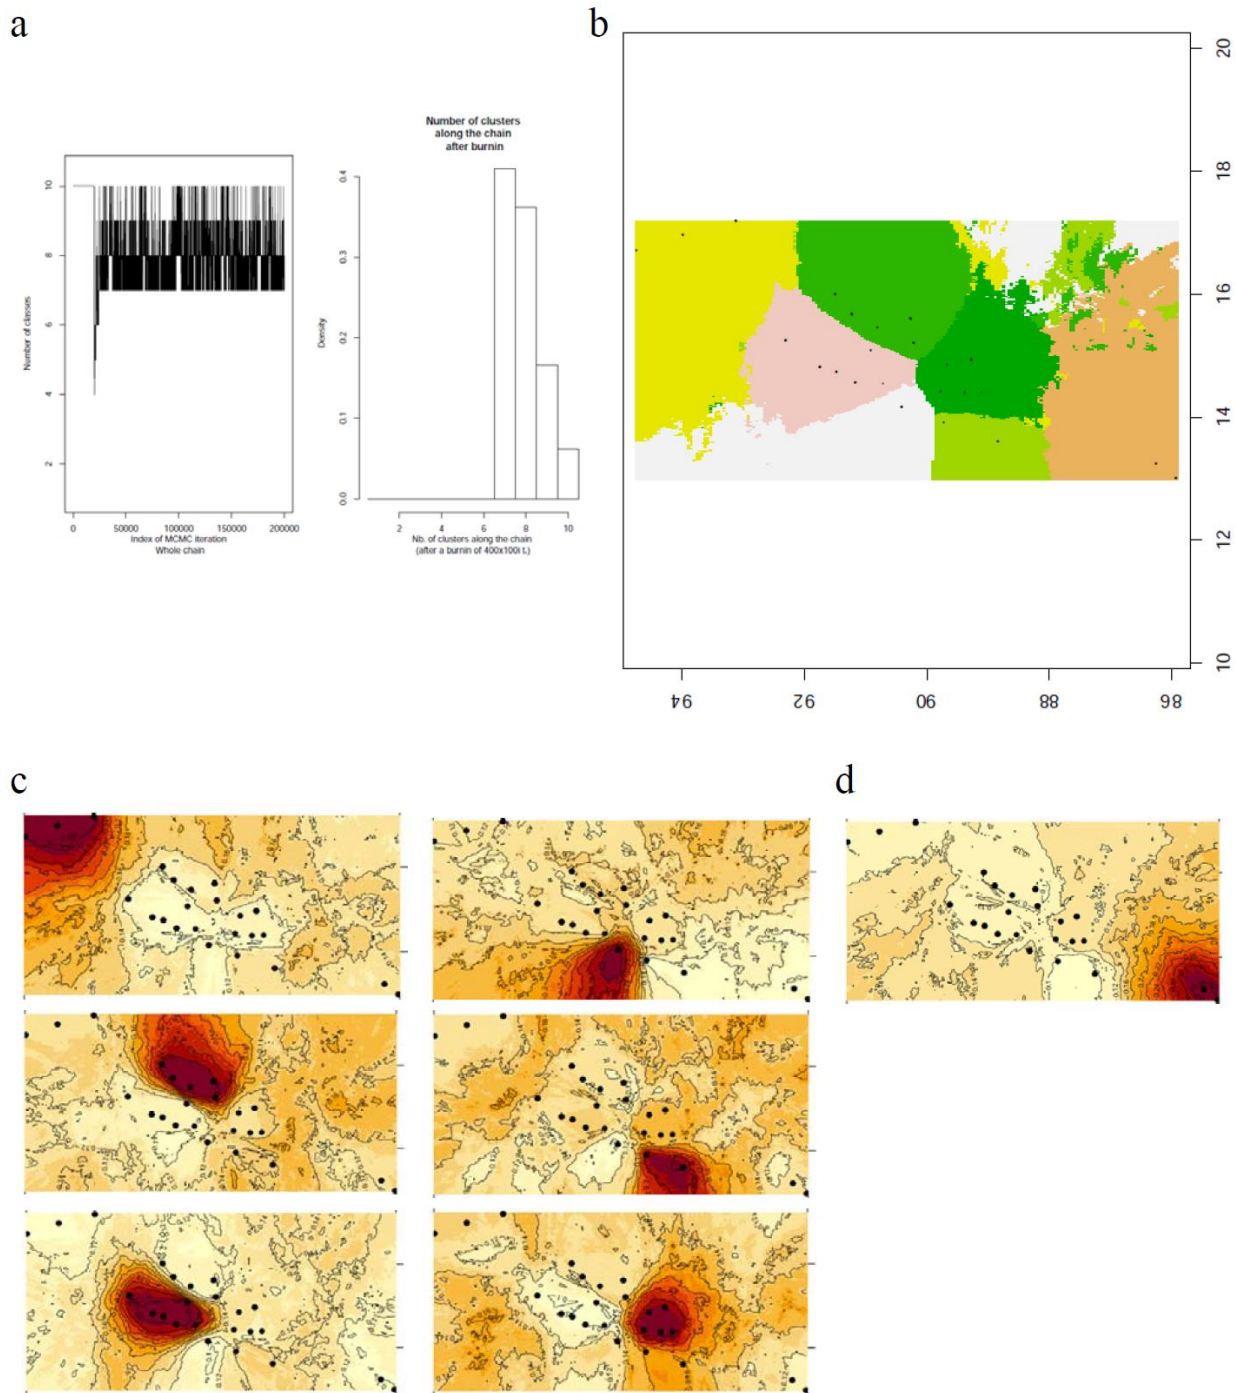 a
b
Number of clusters
along the chain
after burnin
Number of classes
10
8
6
4
2
0
50000
100000
150000
200000
Index of MCMC iteration
Whole chain
Density
0.4
0.3
0.2
0.1
0.0
2
4
6
8
10
Nb. of clusters along the chain
(after a burnin of 400x100i t.)
20
18
16
14
12
10
94
92
90
88
86
c
d